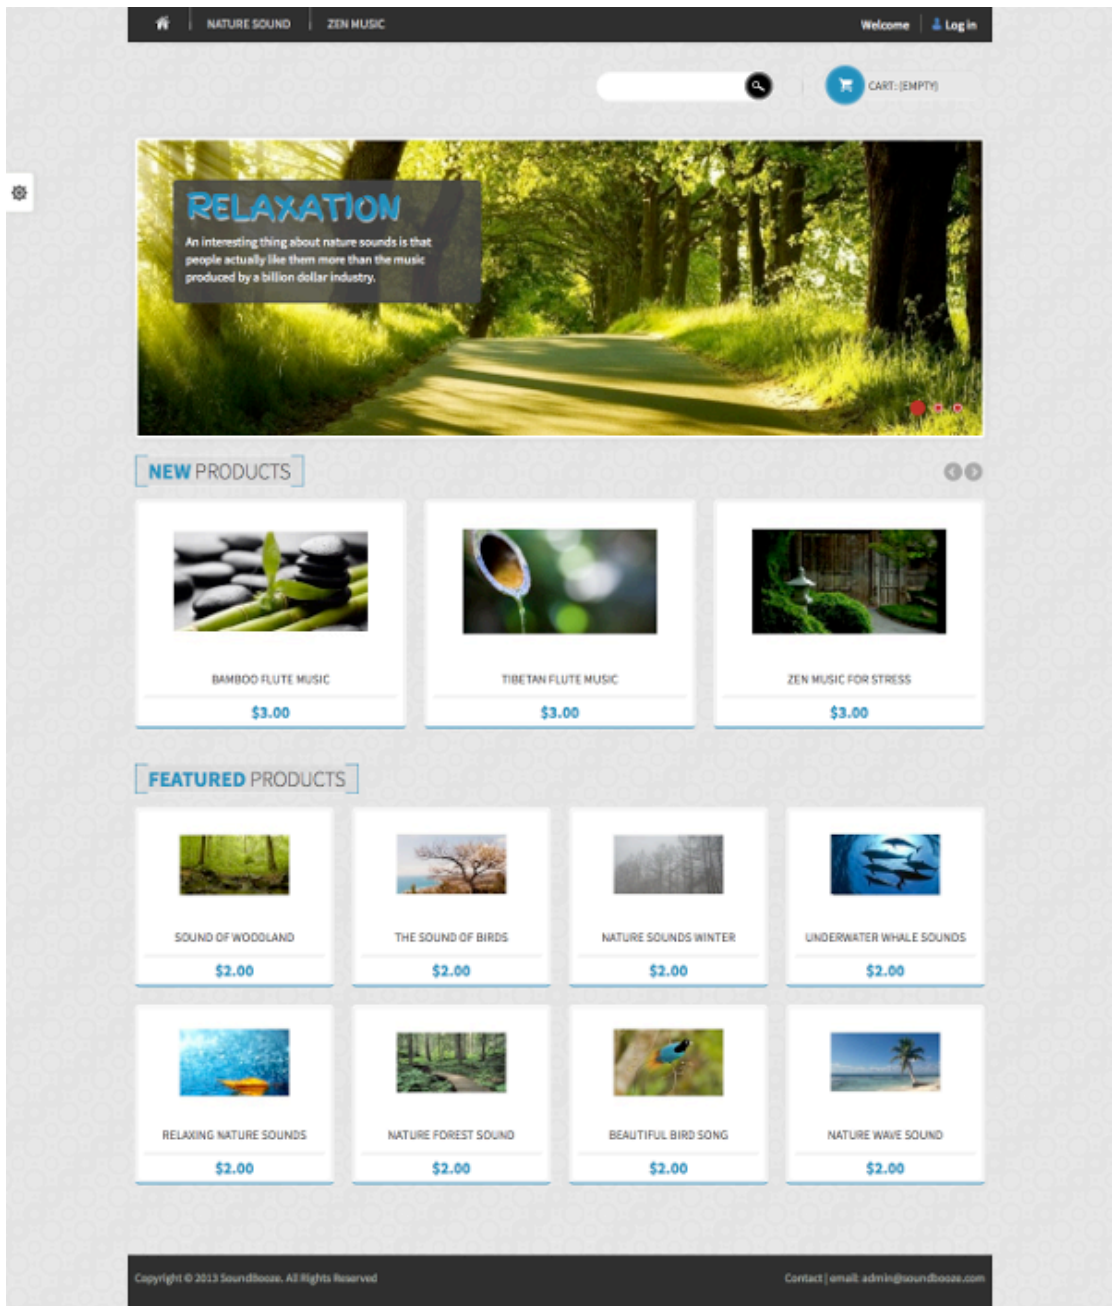 NATURE SOUND
ZEN MUSIC
Welcome
Log in
CART: (EMPTY)
RELAXATION
An interesting thing about nature sounds is that
people actually like them more than the music
produced by a billion dollar industry.
NEW PRODUCTS
BAMBOO FLUTE MUSIC
$3.00
TIBETAN FLUTE MUSIC
$3.00
ZEN MUSIC FOR STRESS
$3.00
FEATURED PRODUCTS
SOUND OF WOODLAND
$2.00
THE SOUND OF BIRDS
$2.00
NATURE SOUNDS WINTER
$2.00
UNDERWATER WHALE SOUNDS
$2.00
RELAXING NATURE SOUNDS
$2.00
NATURE FOREST SOUND
$2.00
BEAUTIFUL BIRD SONG
$2.00
NATURE WAVE SOUND
$2.00
Copyright © 2013 SoundBooze. All Rights Reserved
Contact | email: admin@soundbooze.com